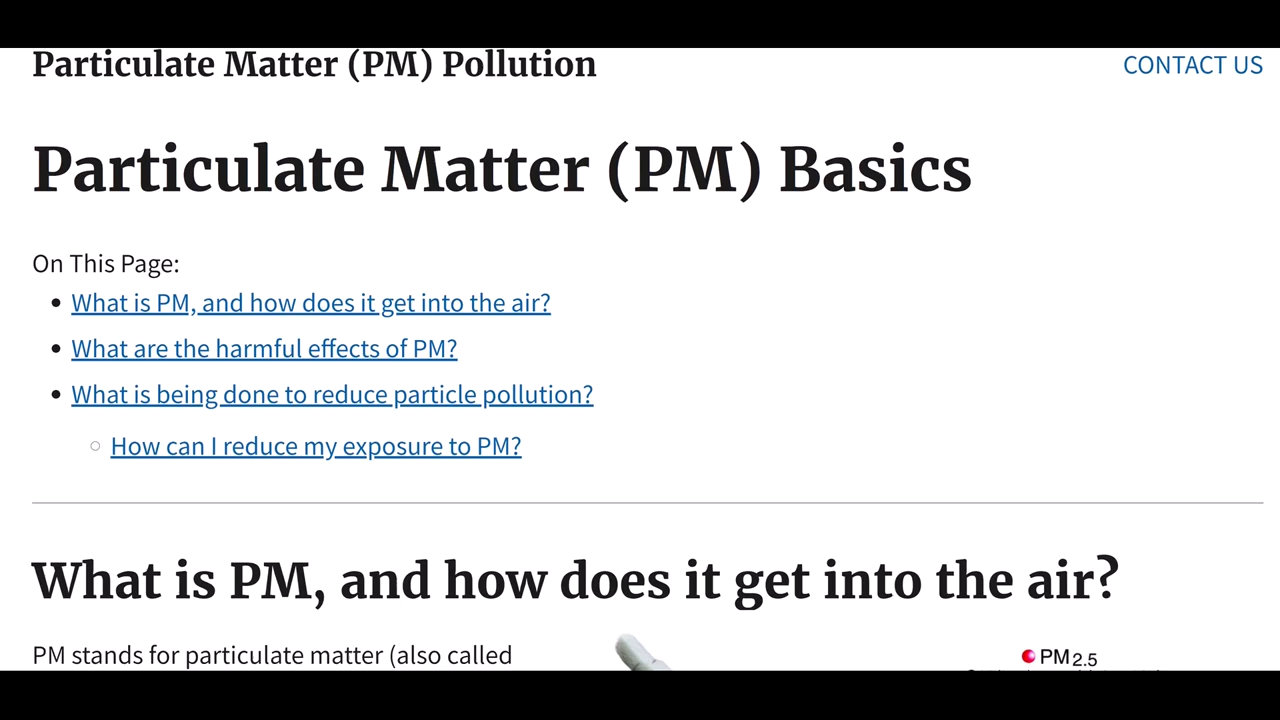 Particulate Matter (PM) Pollution
CONTACT US
Particulate Matter (PM) Basics
On This Page:
What is PM, and how does it get into the air?
What are the harmful effects of PM?
What is being done to reduce particle pollution?
How can I reduce my exposure to PM?
What is PM, and how does it get into the air?
PM stands for particulate matter (also called
PM2.5